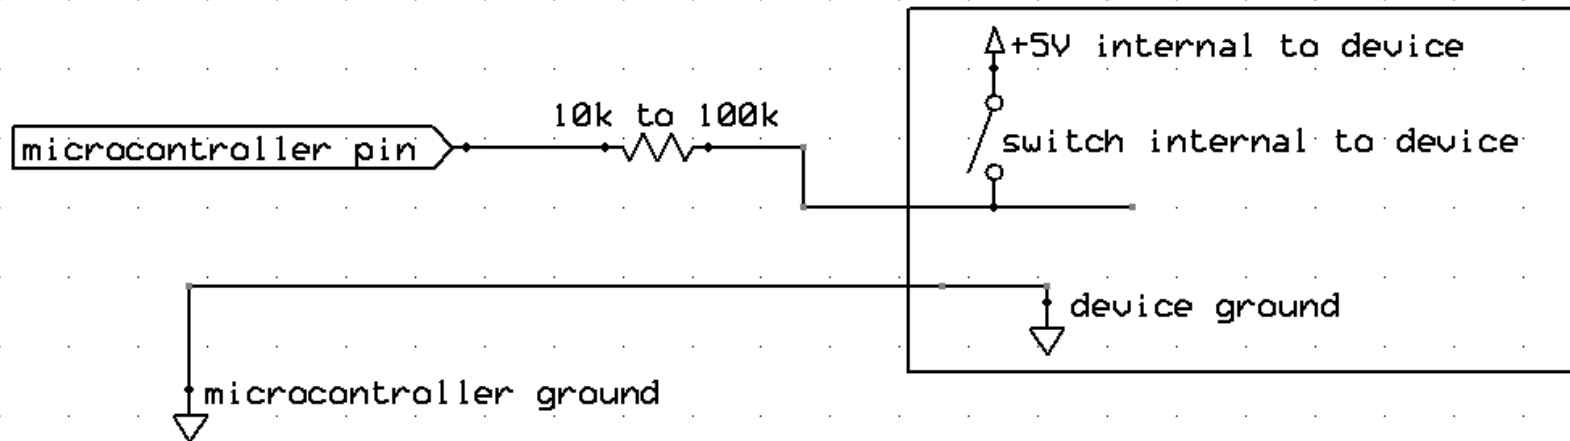 +5V internal to device
10k to 100k
microcontroller pin
switch internal to device
device ground
microcontroller ground